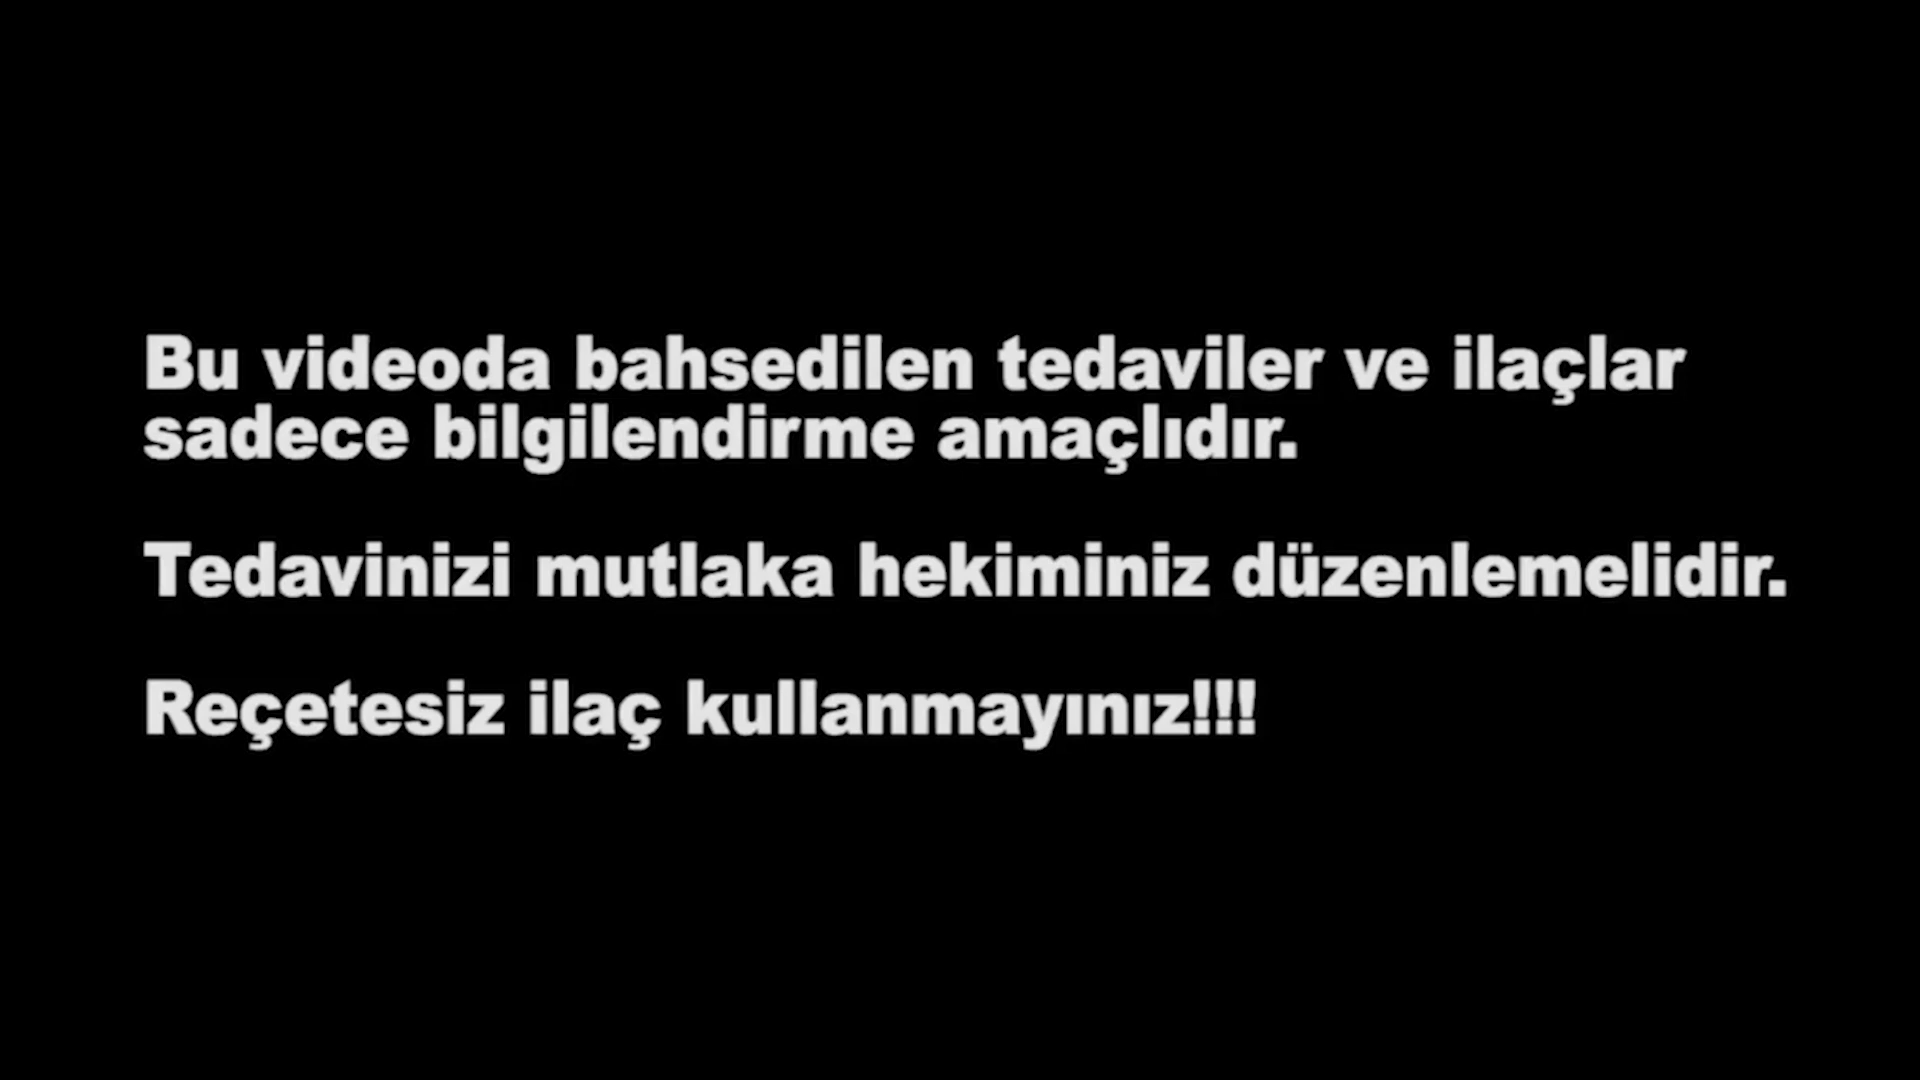 Bu videoda bahsedilen tedaviler ve ilaçlar
sadece bilgilendirme amaçlıdır.
Tedavinizi mutlaka hekiminiz düzenlemelidir.
Reçetesiz ilaç kullanmayınız!!!